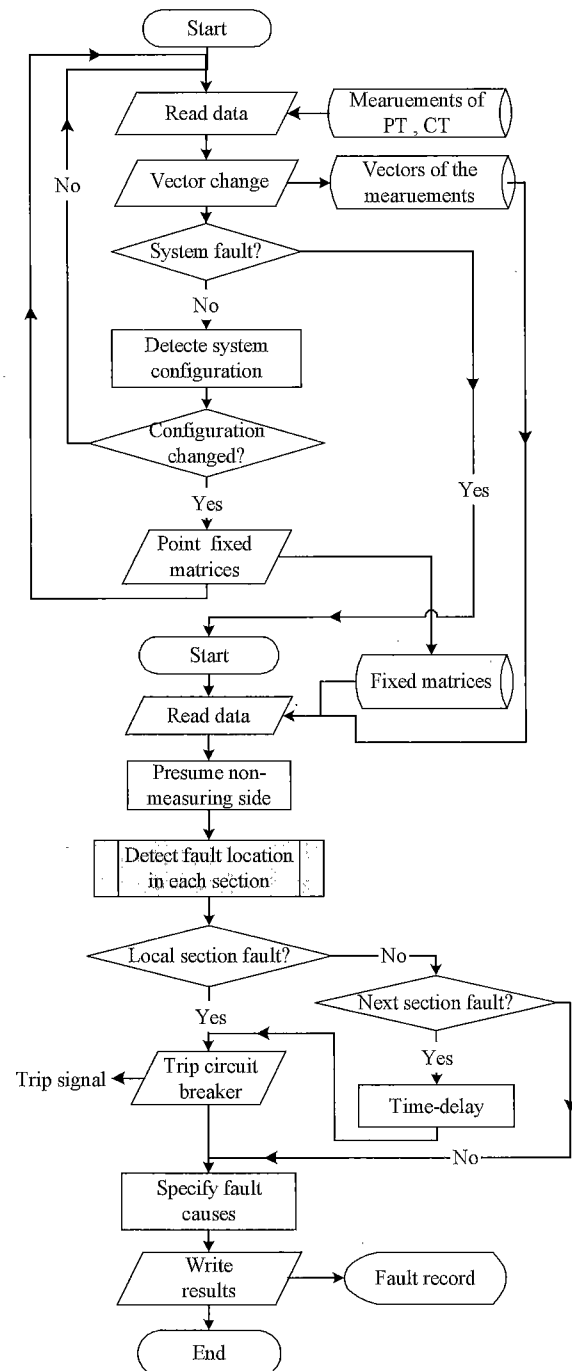 Start
Read data
Mearuements of
PT , CT
No
Vector change
Vectors of the
mearuements
System fault?
No
Detecte system
configuration
Configuration
changed?
Yes
Yes
Point fixed
matrices
Start
Fixed matrices
Read data
Presume non-
measuring side
Detect fault location
in each section
Local section fault?
No
Next section fault?
Yes
Yes
Trip signal
Trip circuit
breaker
Time-delay
No
Specify fault
causes
Write
results
Fault record
End